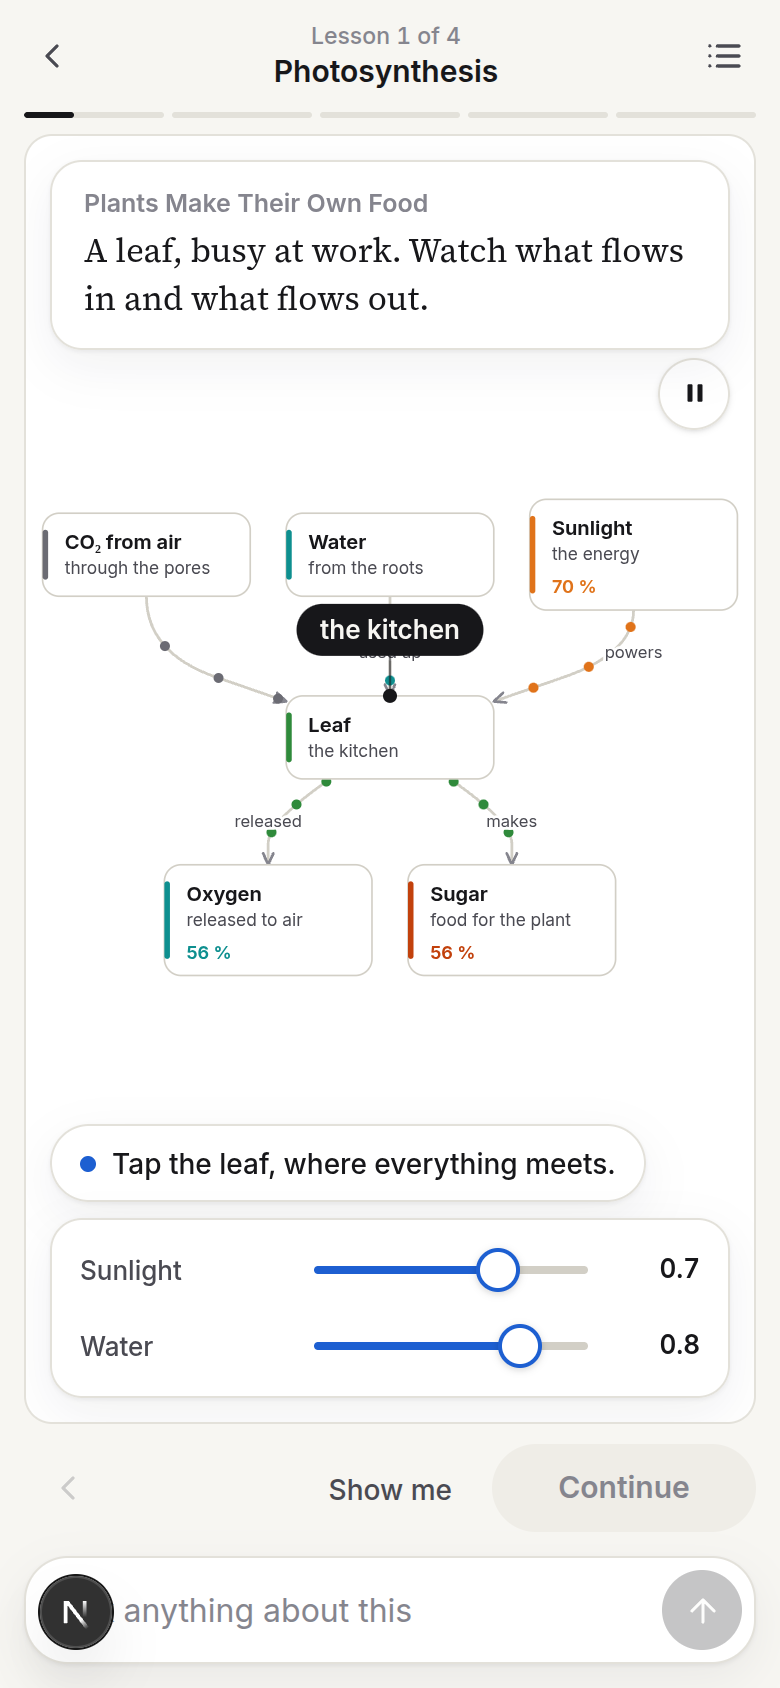 Lesson 1 of 4
Photosynthesis
Plants Make Their Own Food
A leaf, busy at work. Watch what flows
in and what flows out.
CO₂ from air
through the pores
Water
from the roots
Sunlight
the energy
70 %
the kitchen
used up
powers
Leaf
the kitchen
released
makes
Oxygen
released to air
56 %
Sugar
food for the plant
56 %
Tap the leaf, where everything meets.
Sunlight
0.7
Water
0.8
Show me
Continue
N
anything about this